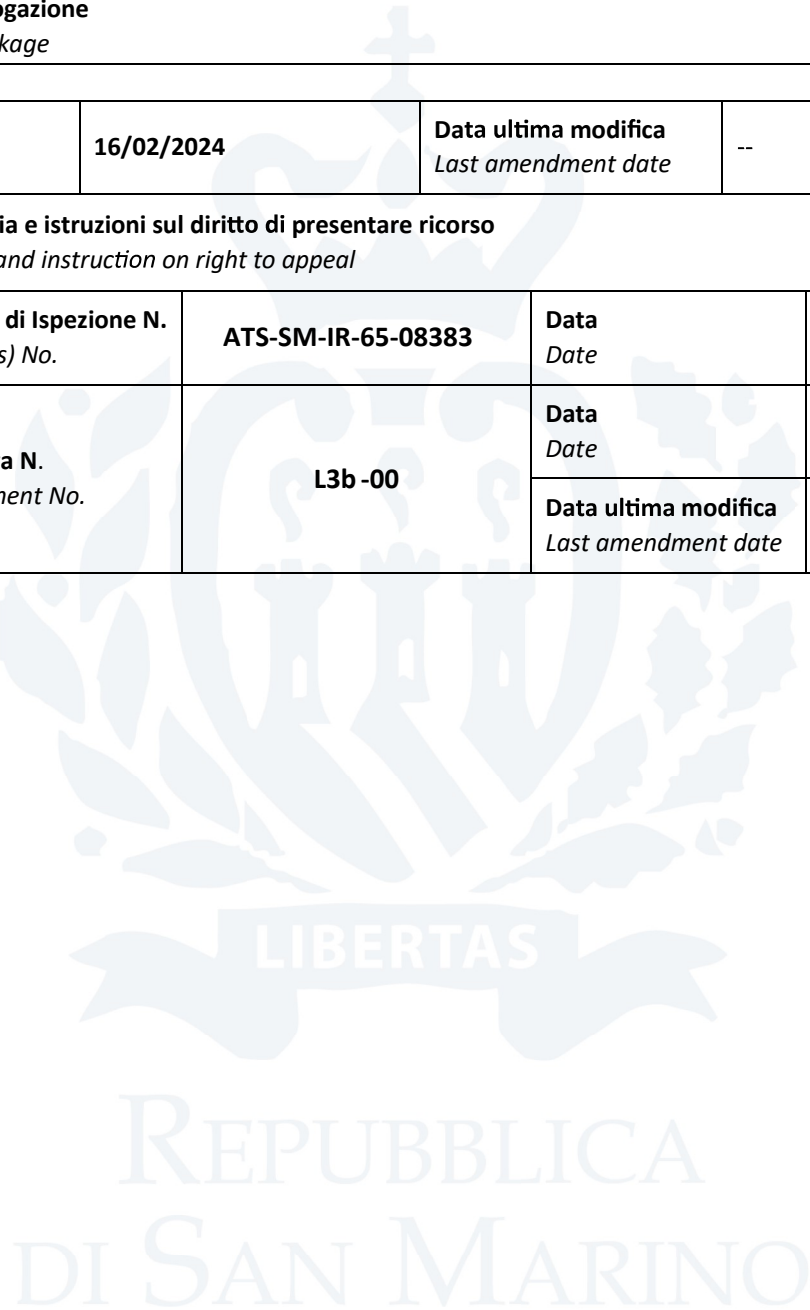 ogazione
kage
16/02/2024
Data ultima modifica
Last amendment date
--
ia e istruzioni sul diritto di presentare ricorso
and instruction on right to appeal
di Ispezione N.
s) No.
ATS-SM-IR-65-08383
Data
Date
a N.
ment No.
L3b -00
Data
Date
Data ultima modifica
Last amendment date
LIBERTAS
REPUBBLICA
DI SAN MARINO